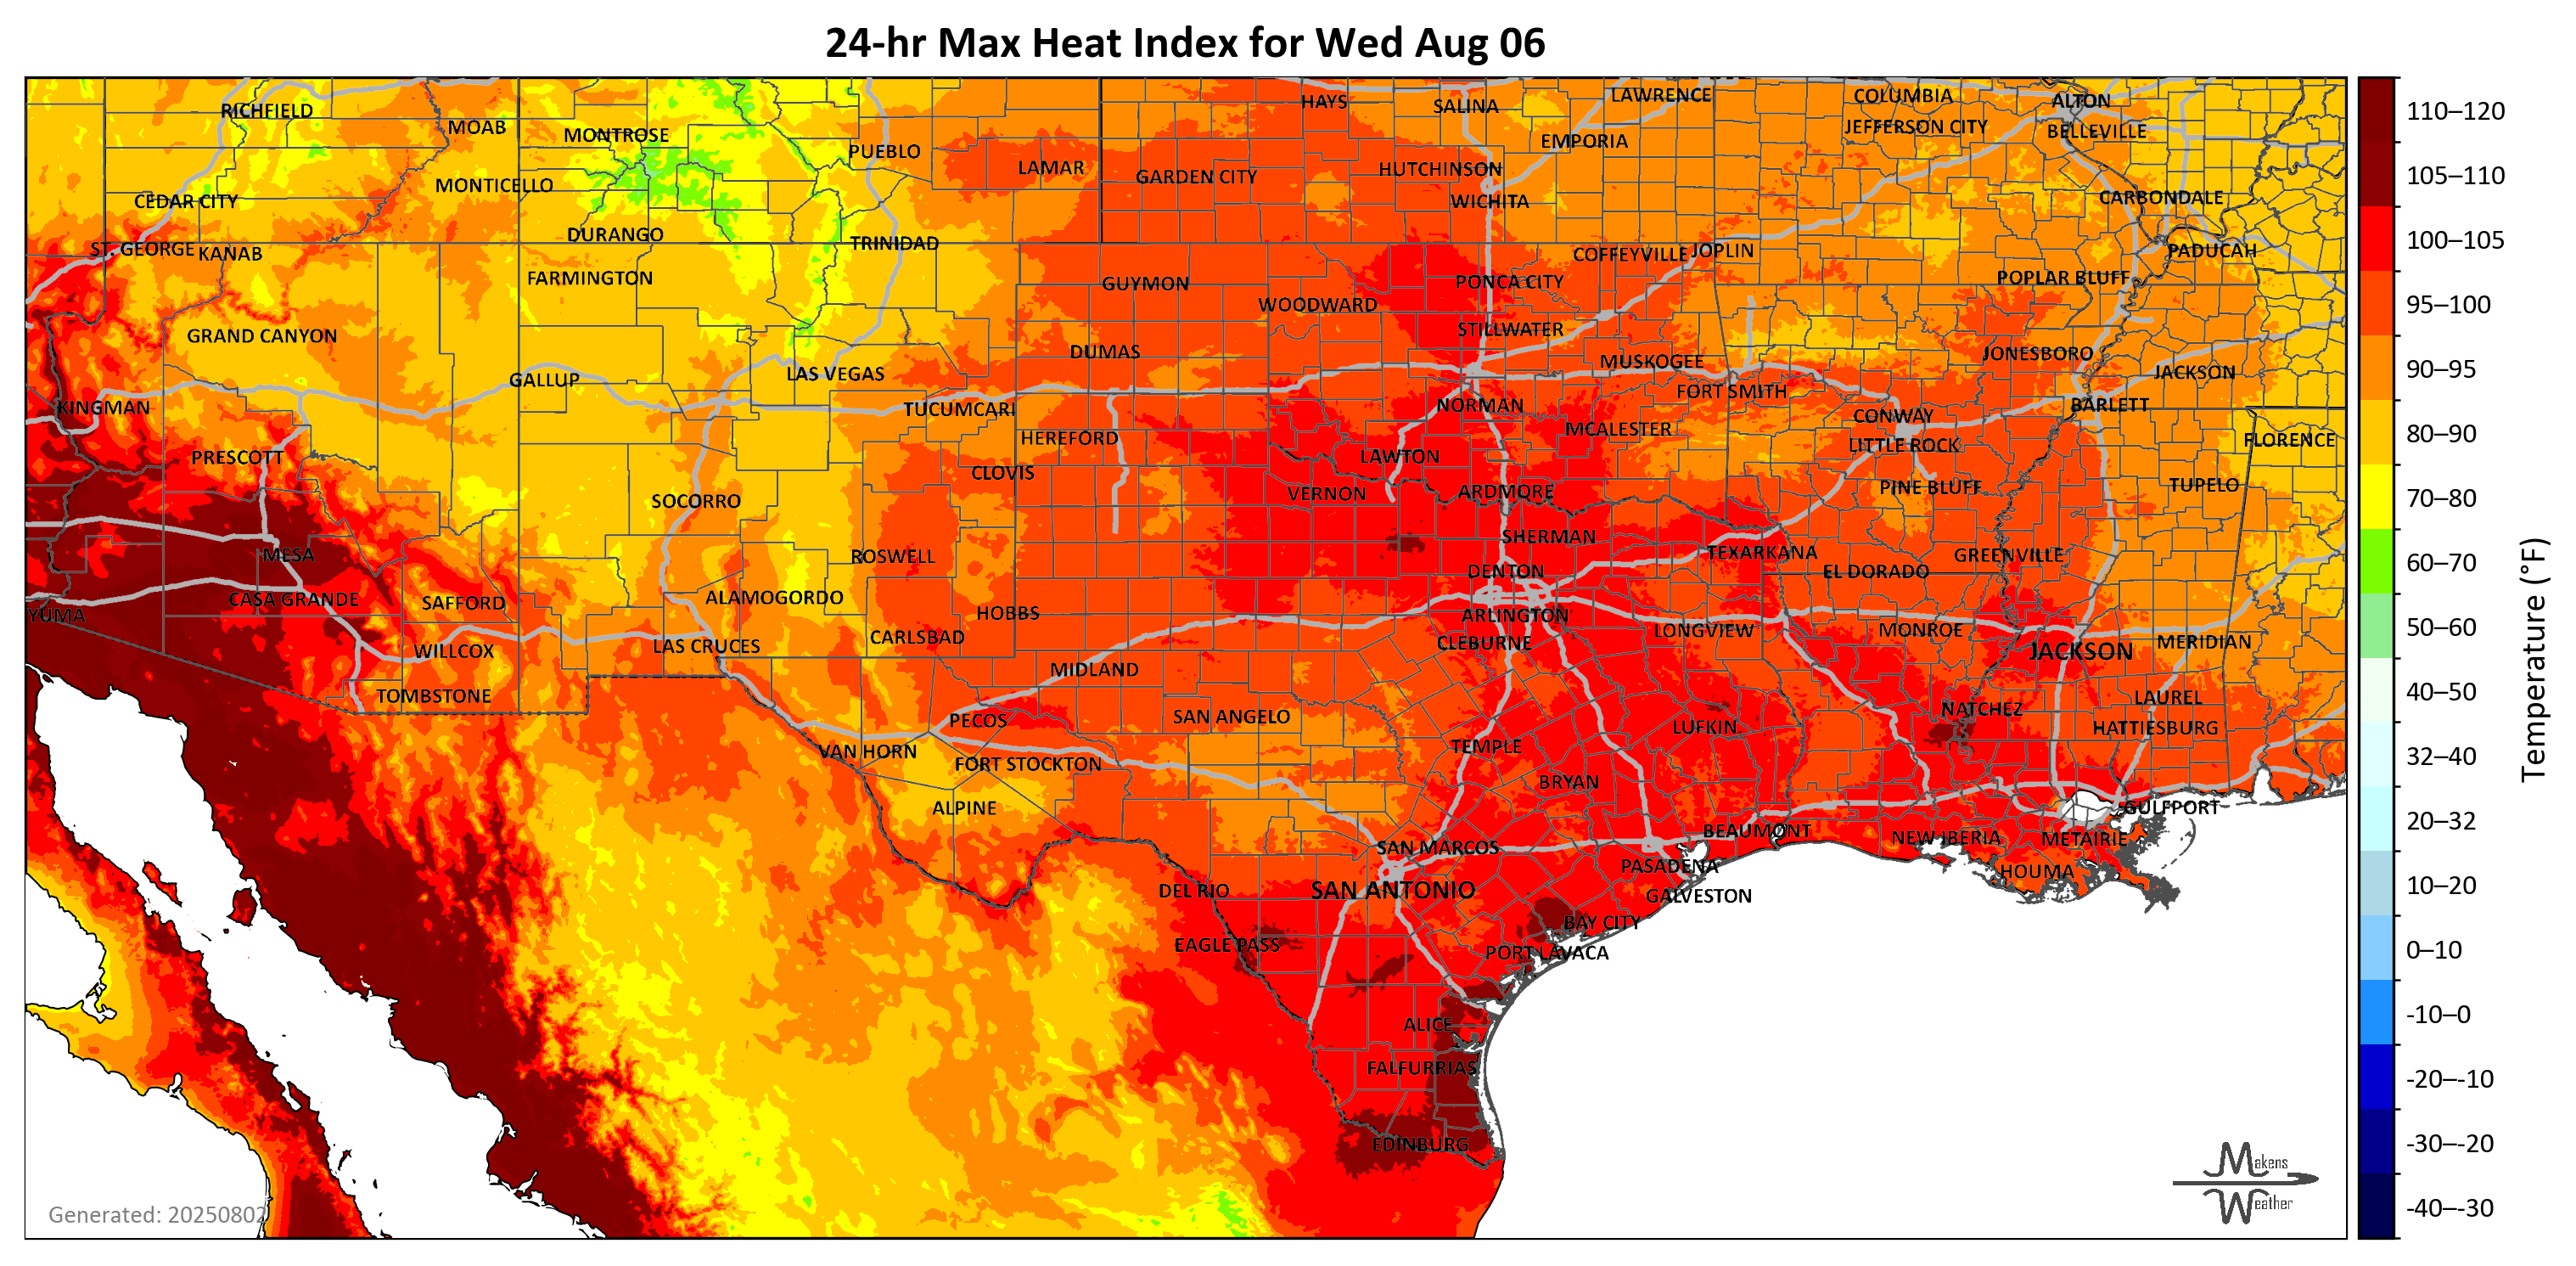 24-hr Max Heat Index for Wed Aug 06
RICHFIELD
MOAB
MONTROSE
PUEBLO
LAMAR
HAYS
SALINA
LAWRENCE
COLUMBIA
ALTON
EMPORIA
JEFFERSON CITY
BELLEVILLE
CEDAR CITY
MONTICELLO
GARDEN CITY
HUTCHINSON
WICHITA
CARBONDALE
ST. GEORGE
KANAB
DURANGO
TRINIDAD
COFFEYVILLE
JOPLIN
PADUCAH
FARMINGTON
GUYMON
PONCA CITY
POPLAR BLUFF
WOODWARD
GRAND CANYON
STILLWATER
DUMAS
MUSKOGEE
JONESBORO
GALLUP
LAS VEGAS
FORT SMITH
JACKSON
KINGMAN
TUCUMCARI
NORMAN
CONWAY
BARLETT
HEREFORD
MCALESTER
LITTLE ROCK
FLORENCE
PRESCOTT
CLOVIS
LAWTON
SOCORRO
VERNON
ARDMORE
PINE BLUFF
TUPELO
MESA
ROSWELL
SHERMAN
TEXARKANA
GREENVILLE
CASA GRANDE
SAFFORD
ALAMOGORDO
DENTON
EL DORADO
YUMA
HOBBS
ARLINGTON
WILLCOX
LAS CRUCES
CARLSBAD
CLEBURNE
LONGVIEW
MONROE
JACKSON
MERIDIAN
TOMBSTONE
MIDLAND
PECOS
SAN ANGELO
LUFKIN
NATCHEZ
LAUREL
HATTIESBURG
VAN HORN
FORT STOCKTON
TEMPLE
BRYAN
ALPINE
GULFPORT
SAN MARCOS
BEAUMONT
NEW IBERIA
METAIRIE
PASADENA
HOUMA
DEL RIO
SAN ANTONIO
GALVESTON
EAGLE PASS
BAY CITY
PORT LAVACA
ALICE
FALFURRIAS
EDINBURG
Generated: 20250802
Makens
Weather
110–120
105–110
100–105
95–100
90–95
80–90
70–80
60–70
50–60
40–50
32–40
20–32
10–20
0–10
-10–0
-20–-10
-30–-20
-40–-30
Temperature (°F)